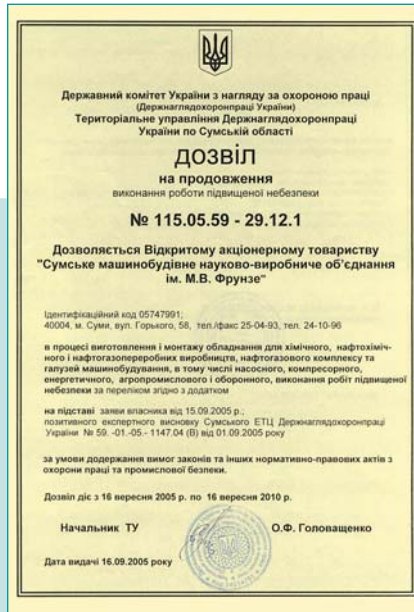 Державний комітет України з нагляду за охороною праці
(Держнаглядохоронпраці України)
Територіальне управління Держнаглядохоронпраці
України по Сумській області
ДОЗВІЛ
на продовження
виконання роботи підвищеної небезпеки
№ 115.05.59 - 29.12.1
Дозволяється Відкритому акціонерному товариству
"Сумське машинобудівне науково-виробниче об'єднання
ім. М.В. Фрунзе"
Ідентифікаційний код 05747991;
40004, м. Суми, вул. Горького, 58, тел./факс 25-04-93, тел. 24-10-96
в процесі виготовлення і монтажу обладнання для хімічного, нафтохіміч-
ного і нафтогазопереробних виробництв, нафтогазового комплексу та
галузей машинобудування, в тому числі насосного, компресорного,
енергетичного, агропромислового і оборонного, виконання робіт підвищеної
небезпеки за переліком згідно з додатком
на підставі заяви власника від 15.09.2005 р.;
позитивного експертного висновку Сумського ЕТЦ Держнаглядохоронпраці
України № 59. -01.-05.- 1147.04 (В) від 01.09.2005 року
за умови додержання вимог законів та інших нормативно-правових актів з
охорони праці та промислової безпеки.
Дозвіл діє з 16 вересня 2005 р. по 16 вересня 2010 р.
Начальник ТУ О.Ф. Головащенко
Дата видачі 16.09.2005 року